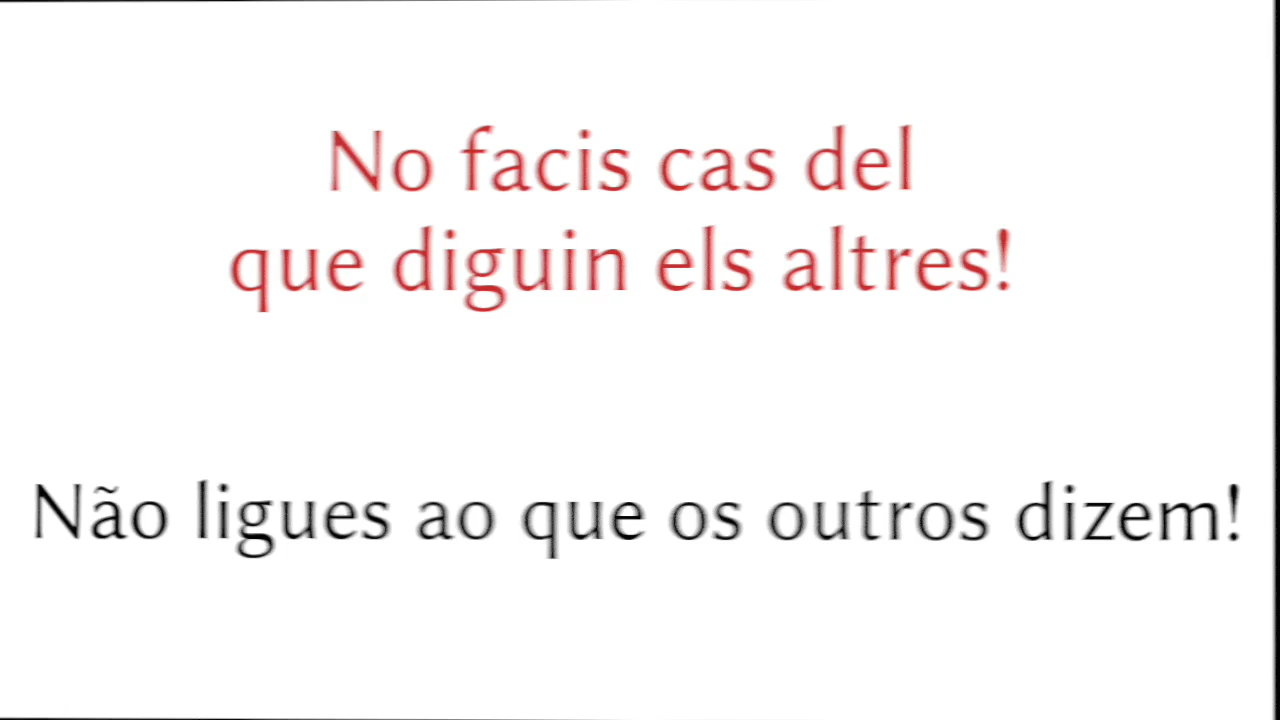 No facis cas del
que diguin els altres!
Não ligues ao que os outros dizem!